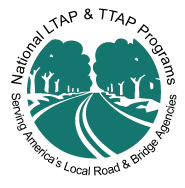 National LTAP & TTAP Programs
Serving America's Local Road & Bridge Agencies